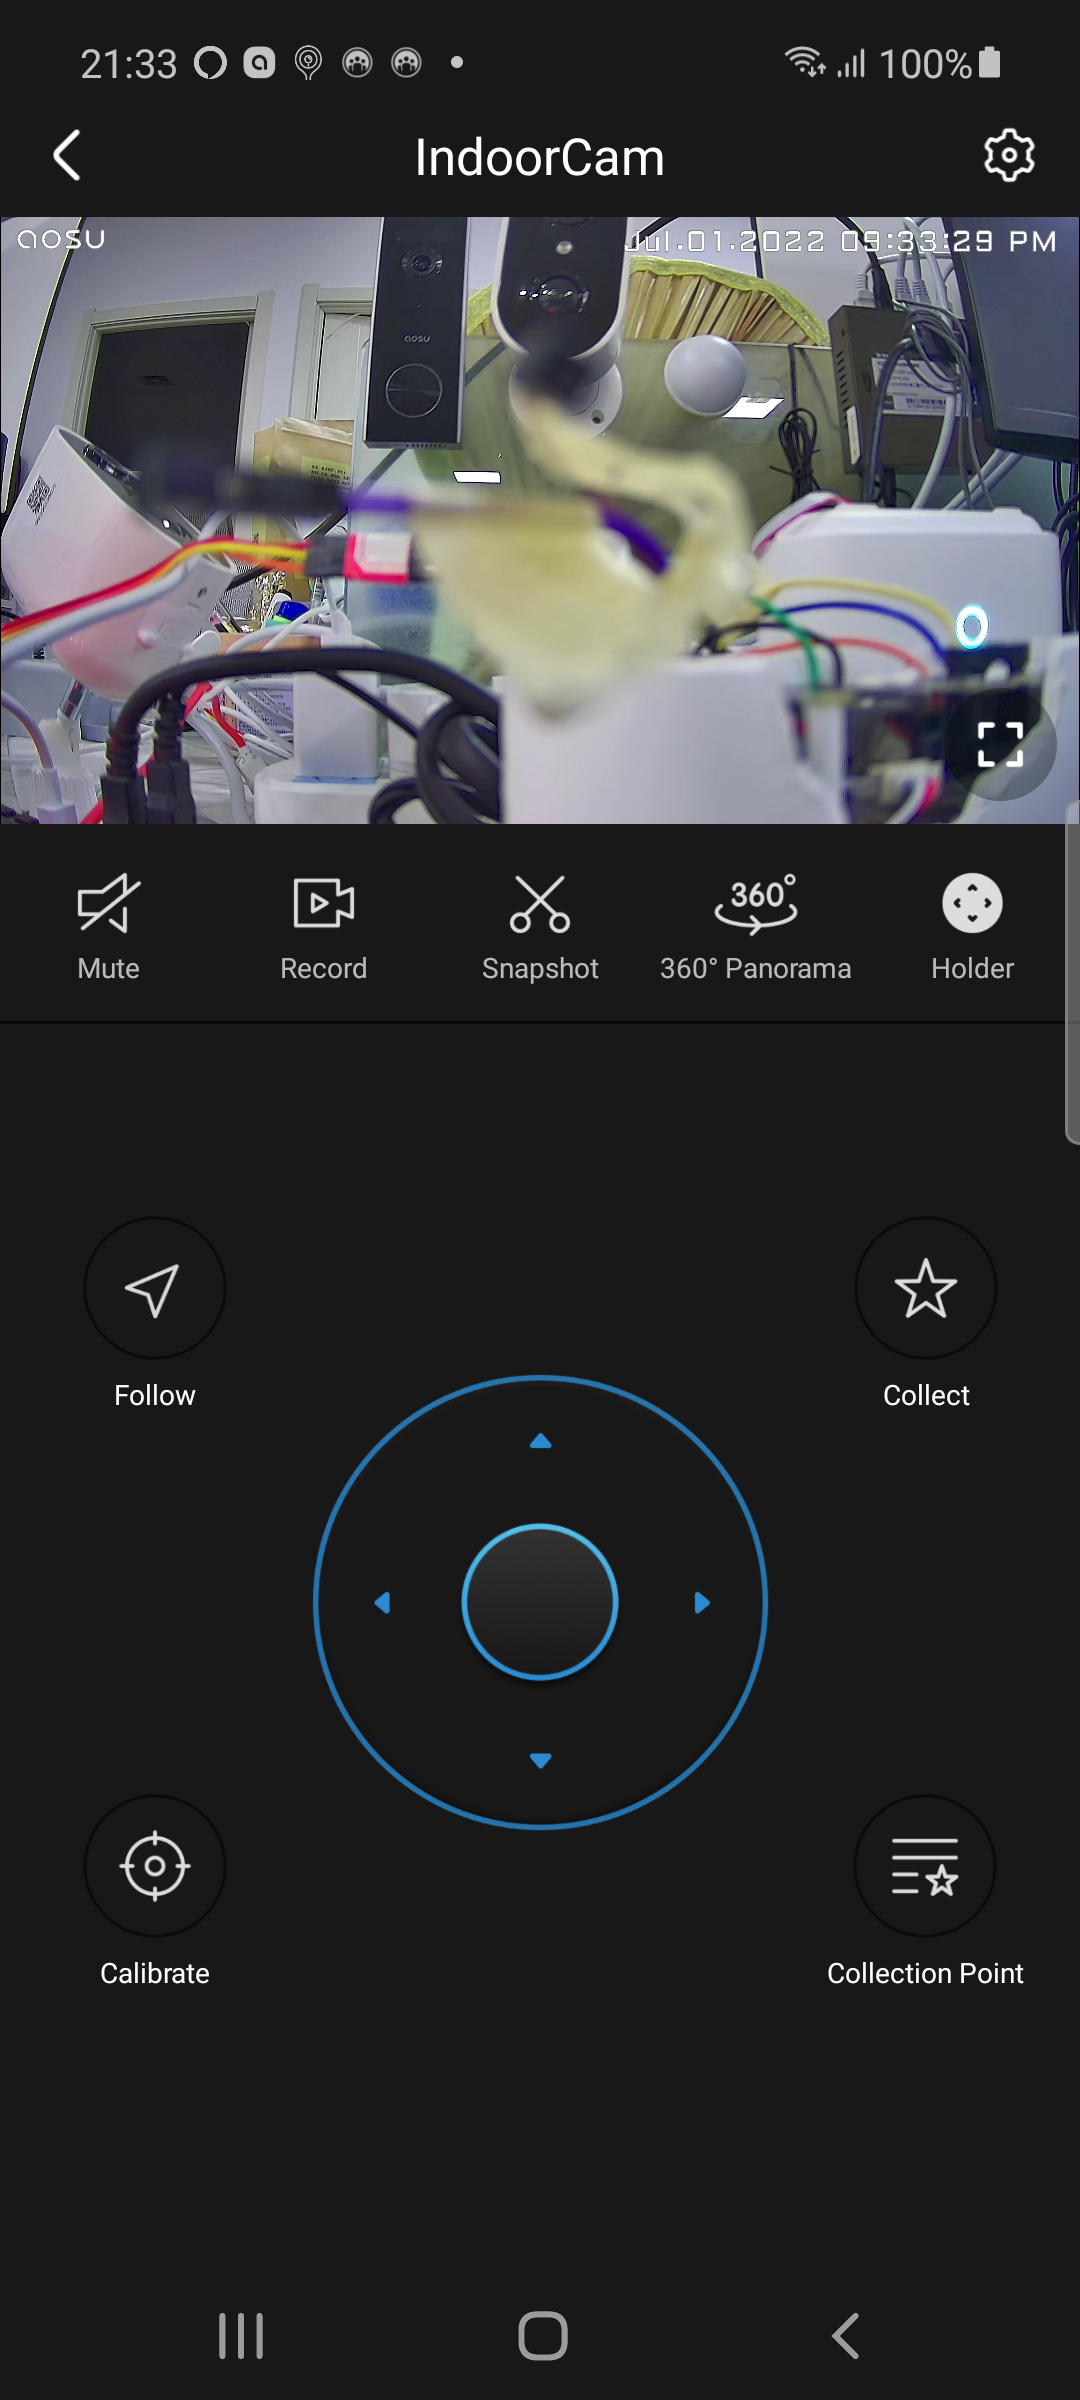 21:33
100%
IndoorCam
aosu
Jul.01.2022 09:33:29 PM
aosu
Mute
Record
Snapshot
360°
360° Panorama
Holder
Follow
Collect
Calibrate
Collection Point